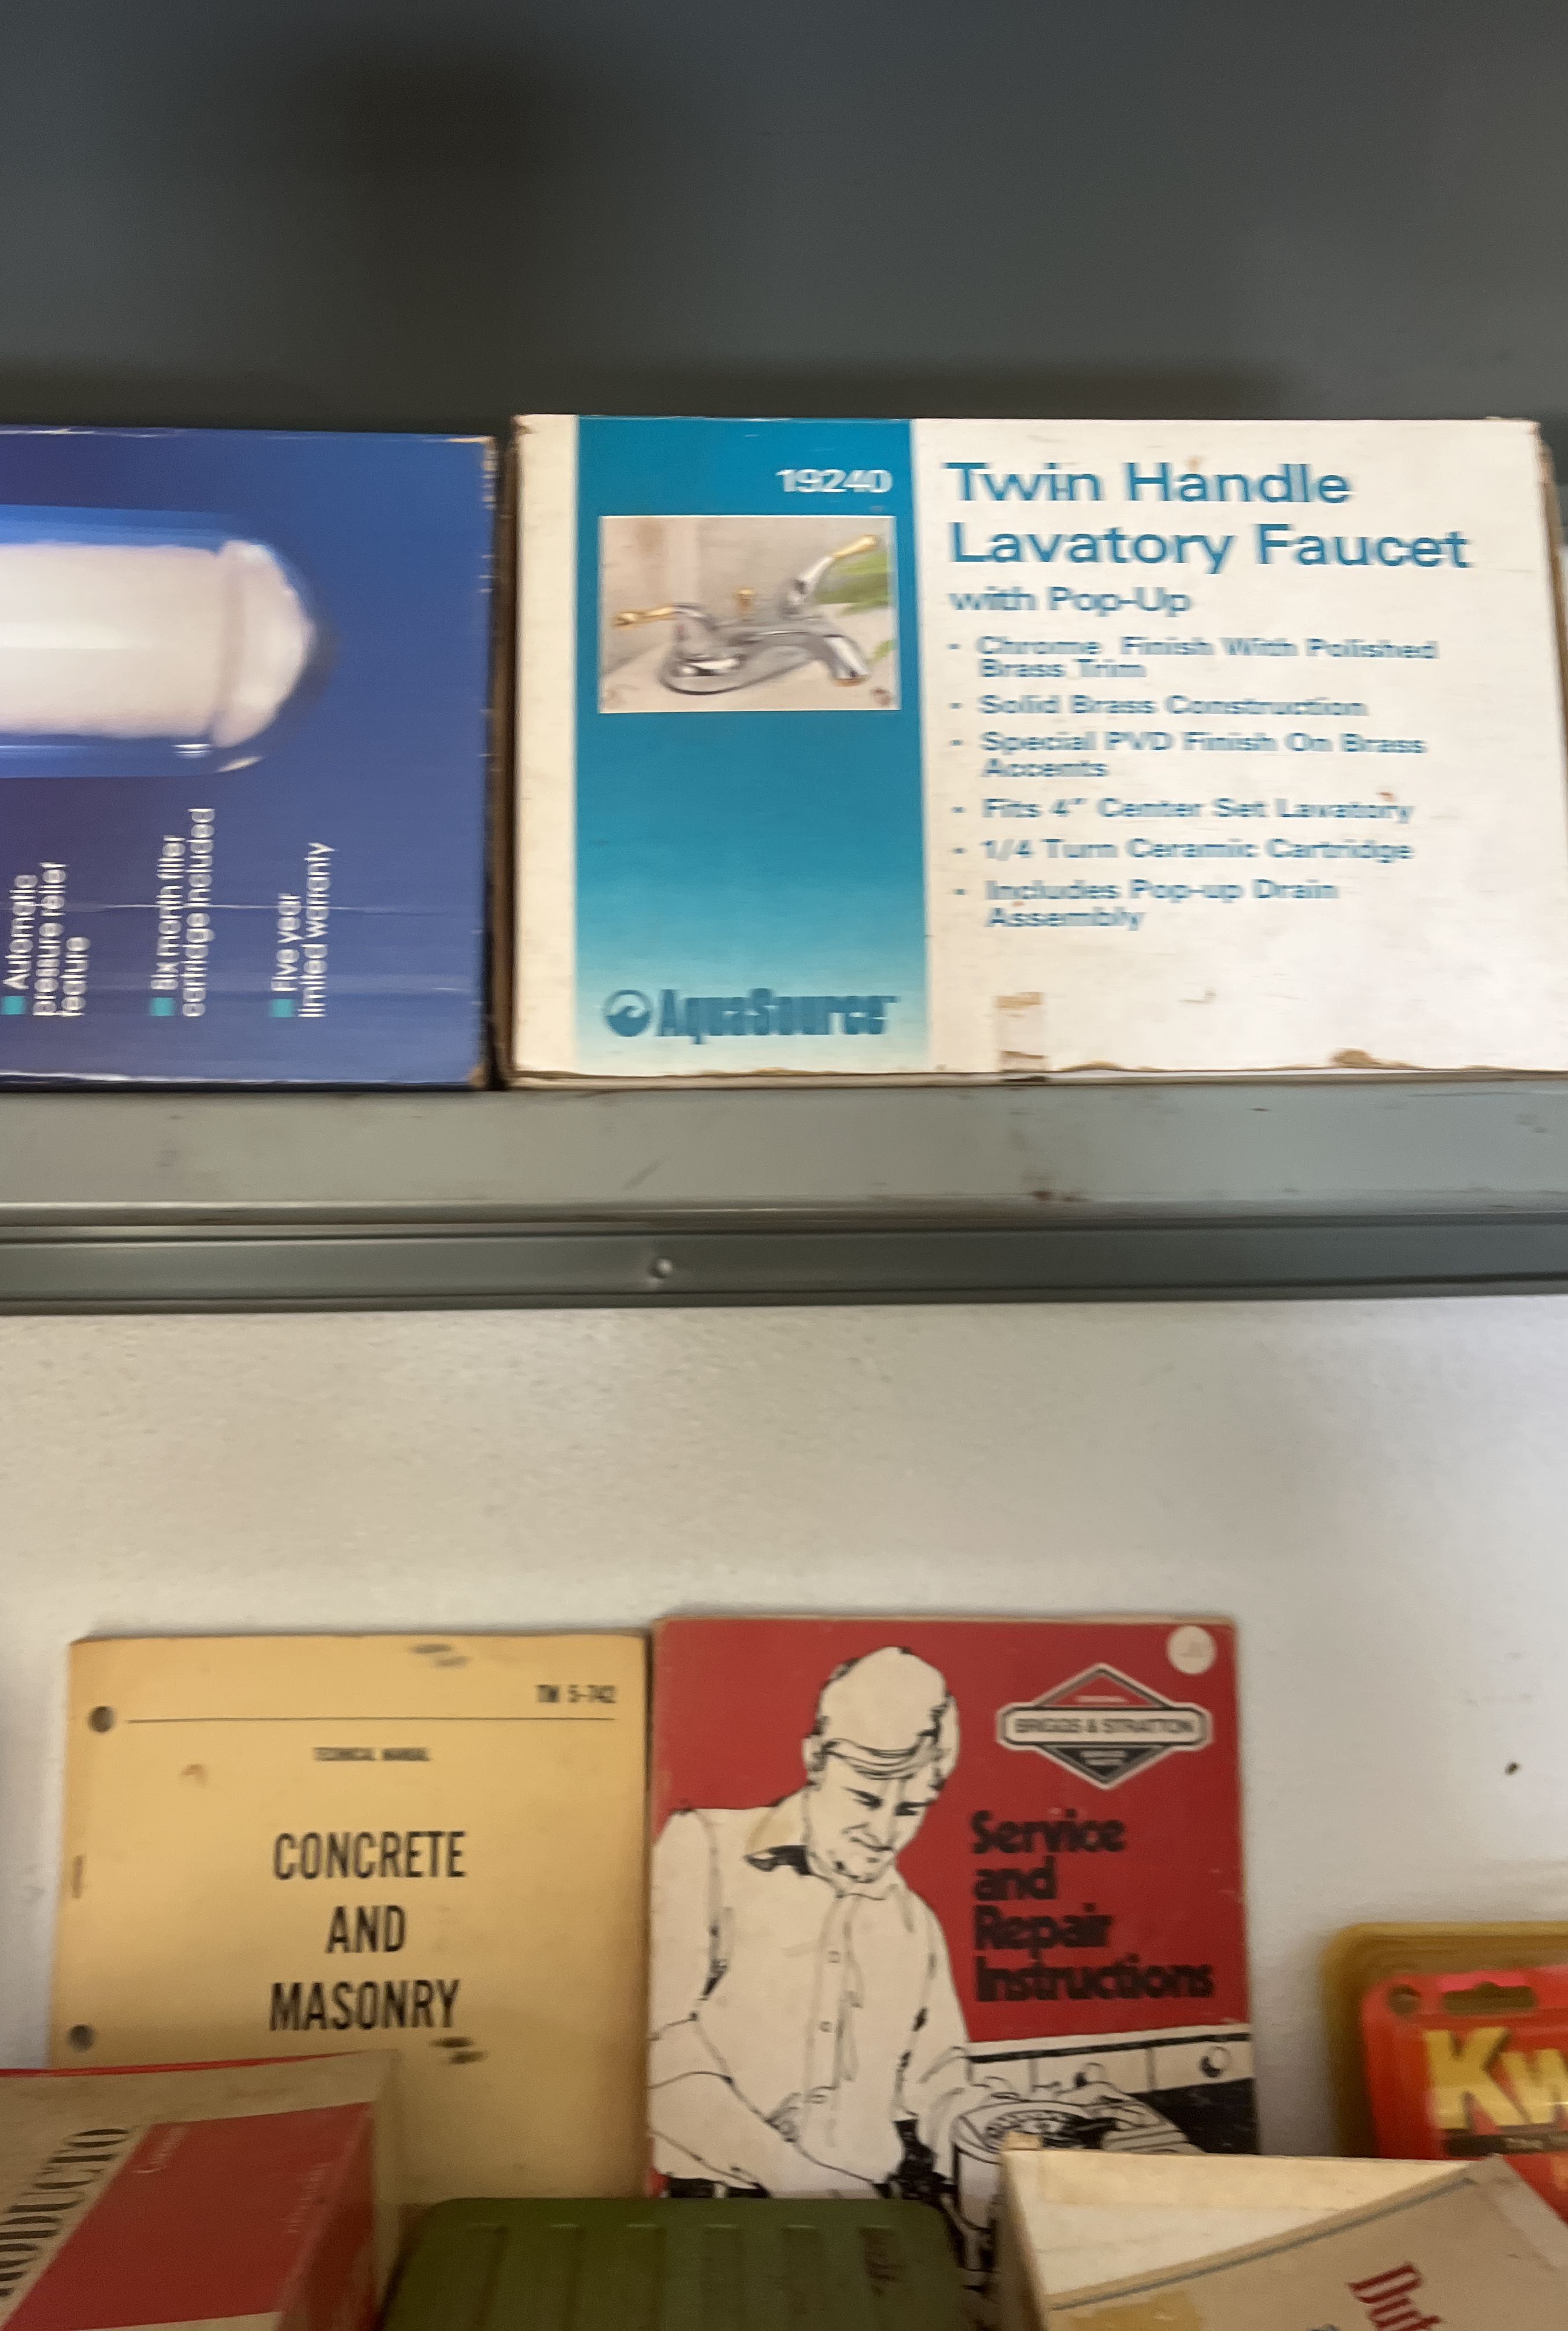 Automatic
pressure relief
feature
Six month filter
cartridge included
Five year
limited warranty
19240
AquaSource
Twin Handle
Lavatory Faucet
with Pop-Up
• Chrome Finish With Polished
Brass Trim
• Solid Brass Construction
• Special PVD Finish On Brass
Accents
• Fits 4" Center Set Lavatory
• 1/4 Turn Ceramic Cartridge
• Includes Pop-up Drain
Assembly
TM 5-742
TECHNICAL MANUAL
CONCRETE
AND
MASONRY
BRIGGS & STRATTON
Service
and
Repair
Instructions
Kw
ODUCTO
Dut